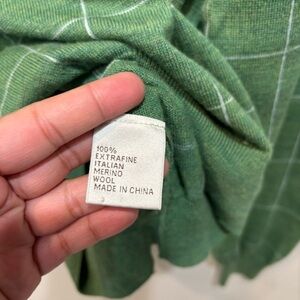 100%
EXTRAFINE
ITALIAN
MERINO
WOOL
MADE IN CHINA